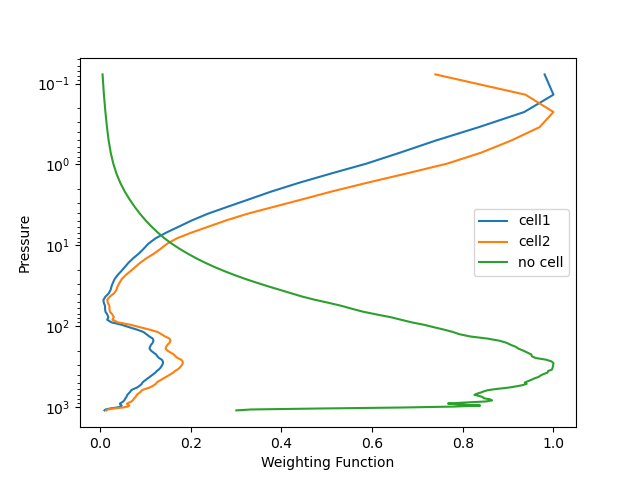 10⁻¹
10⁰
10¹
10²
10³
Pressure
cell1
cell2
no cell
0.0 0.2 0.4 0.6 0.8 1.0
Weighting Function